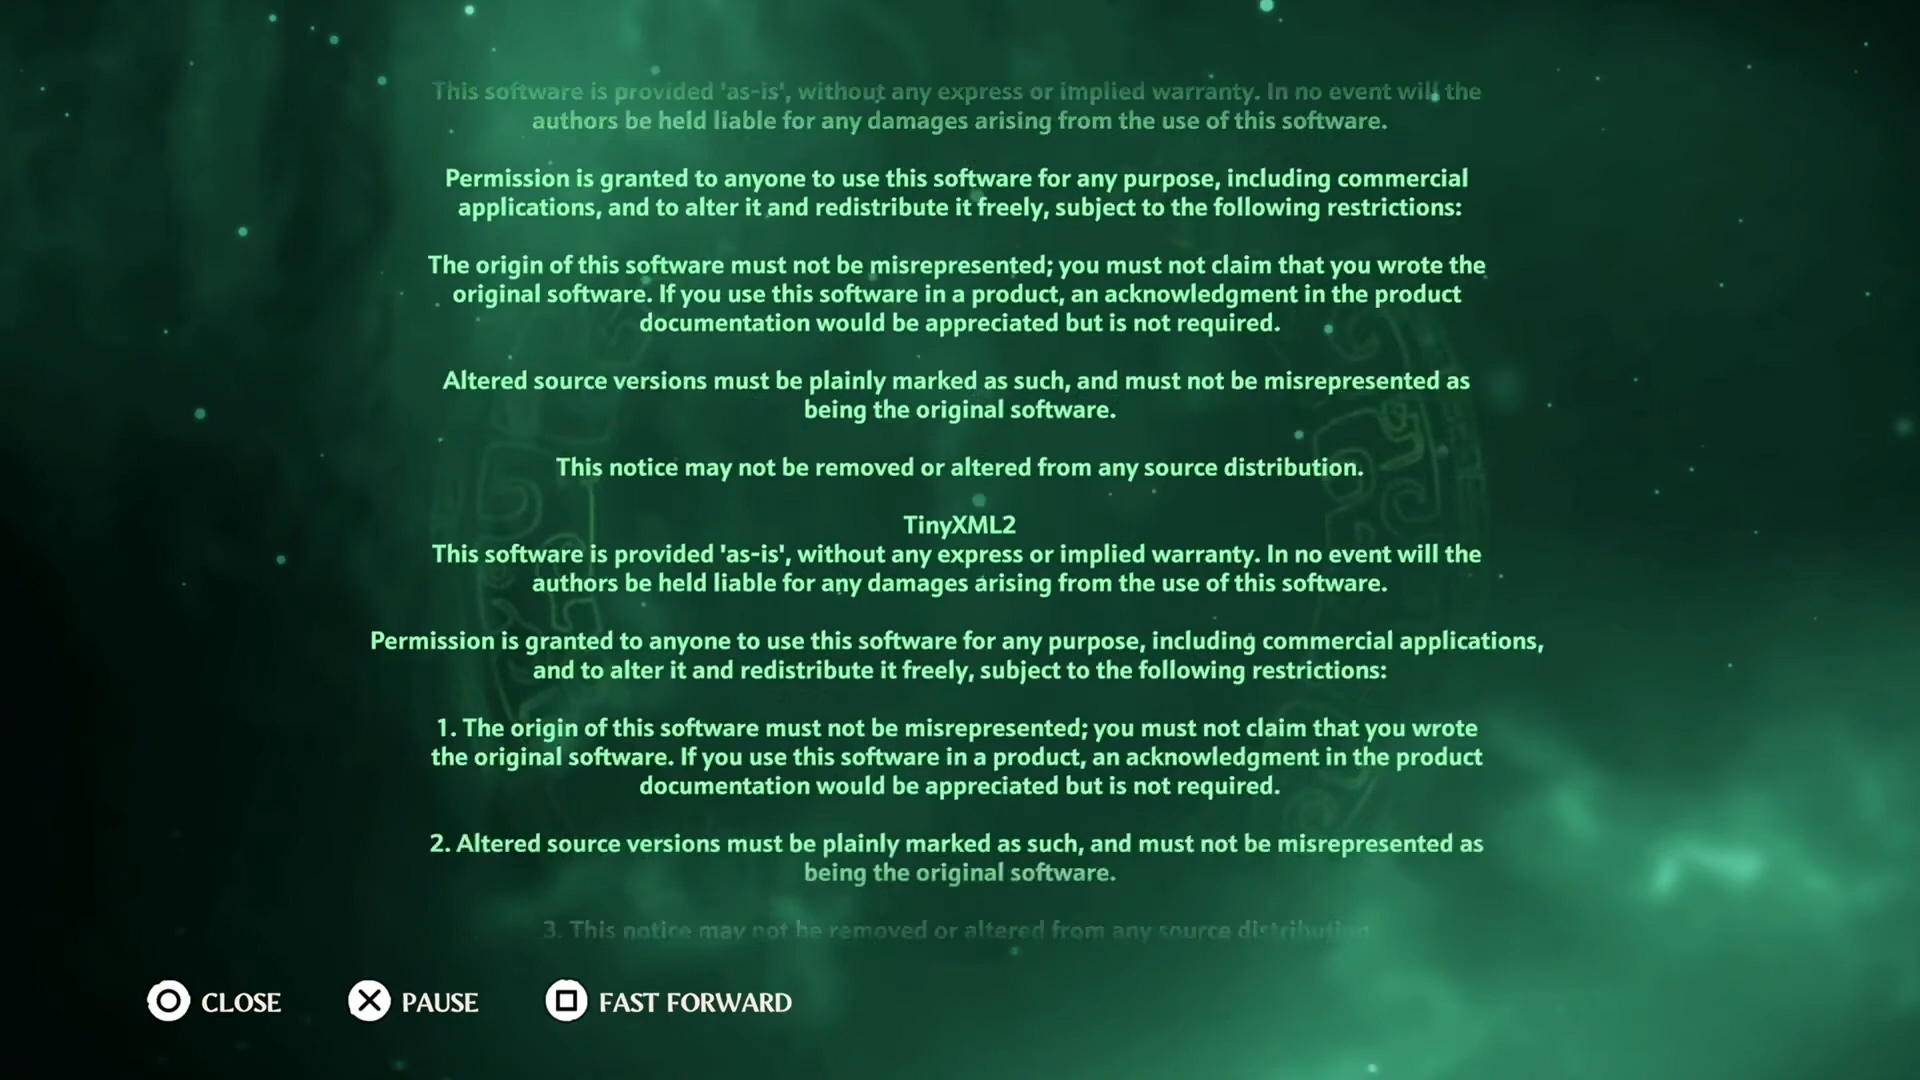 This software is provided 'as-is', without any express or implied warranty. In no event will the
authors be held liable for any damages arising from the use of this software.
Permission is granted to anyone to use this software for any purpose, including commercial
applications, and to alter it and redistribute it freely, subject to the following restrictions:
The origin of this software must not be misrepresented; you must not claim that you wrote the
original software. If you use this software in a product, an acknowledgment in the product
documentation would be appreciated but is not required.
Altered source versions must be plainly marked as such, and must not be misrepresented as
being the original software.
This notice may not be removed or altered from any source distribution.
TinyXML2
This software is provided 'as-is', without any express or implied warranty. In no event will the
authors be held liable for any damages arising from the use of this software.
Permission is granted to anyone to use this software for any purpose, including commercial applications,
and to alter it and redistribute it freely, subject to the following restrictions:
1. The origin of this software must not be misrepresented; you must not claim that you wrote
the original software. If you use this software in a product, an acknowledgment in the product
documentation would be appreciated but is not required.
2. Altered source versions must be plainly marked as such, and must not be misrepresented as
being the original software.
3. This notice may not be removed or altered from any source distribution
CLOSE
PAUSE
FAST FORWARD